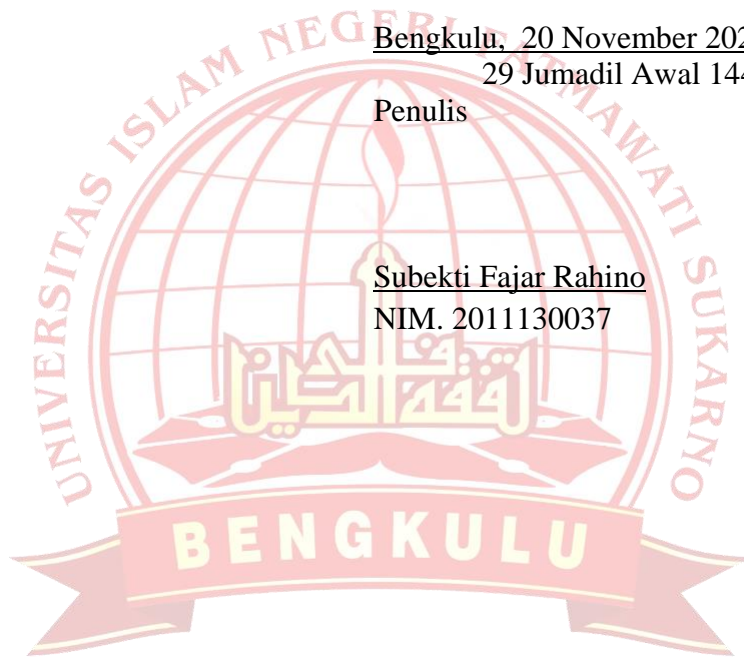 Bengkulu, 20 November 202
29 Jumadil Awal 144
Penulis
Subekti Fajar Rahino
NIM. 2011130037
UNIVERSITAS ISLAM NEGERI FATMAWATI SUKARNO
BENGKULU